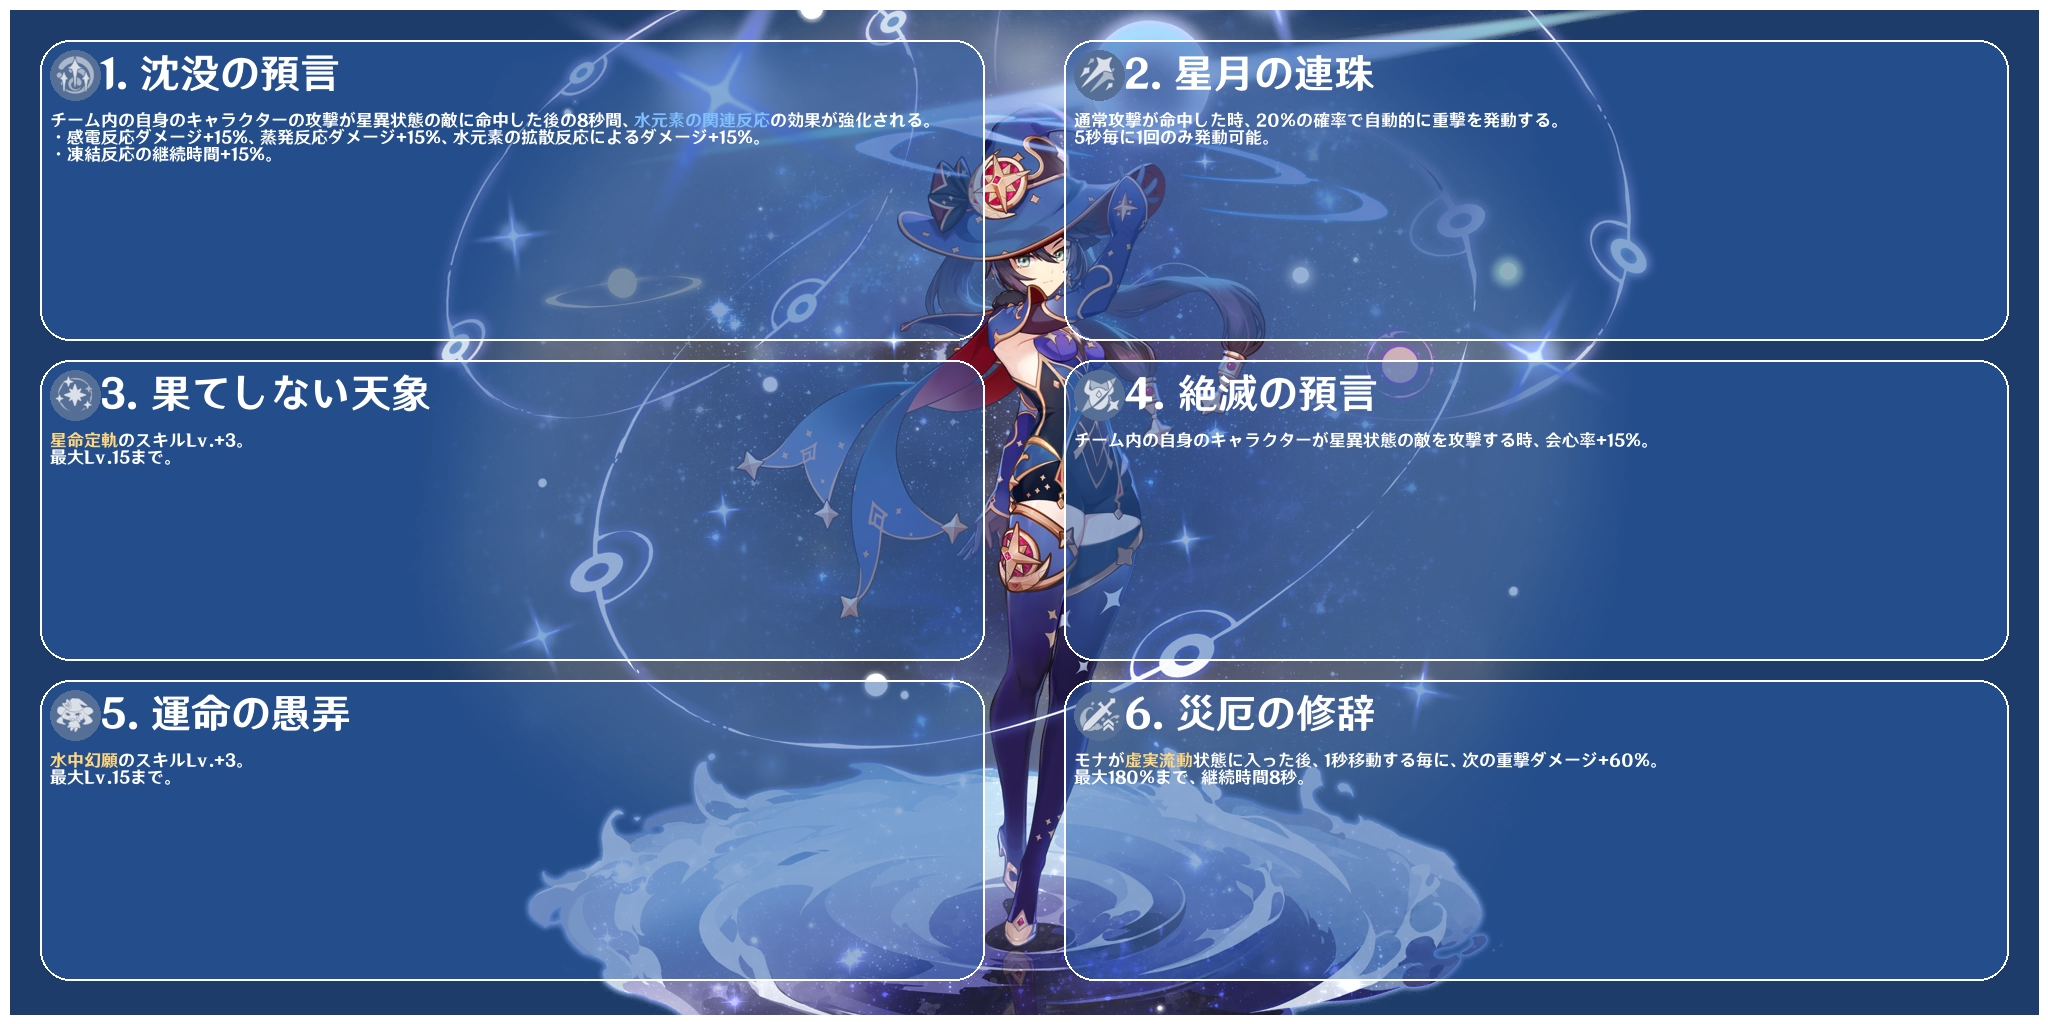 1. 沈没の預言
チーム内の自身のキャラクターの攻撃が星異状態の敵に命中した後の8秒間、水元素の関連反応の効果が強化される。
・感電反応ダメージ+15%、蒸発反応ダメージ+15%、水元素の拡散反応によるダメージ+15%。
・凍結反応の継続時間+15%。
2. 星月の連珠
通常攻撃が命中した時、20%の確率で自動的に重撃を発動する。
5秒毎に1回のみ発動可能。
3. 果てしない天象
星命定軌のスキルLv.+3。
最大Lv.15まで。
4. 絶滅の預言
チーム内の自身のキャラクターが星異状態の敵を攻撃する時、会心率+15%。
5. 運命の愚弄
水中幻願のスキルLv.+3。
最大Lv.15まで。
6. 災厄の修辞
モナが虚実流動状態に入った後、1秒移動する毎に、次の重撃ダメージ+60%。
最大180%まで、継続時間8秒。